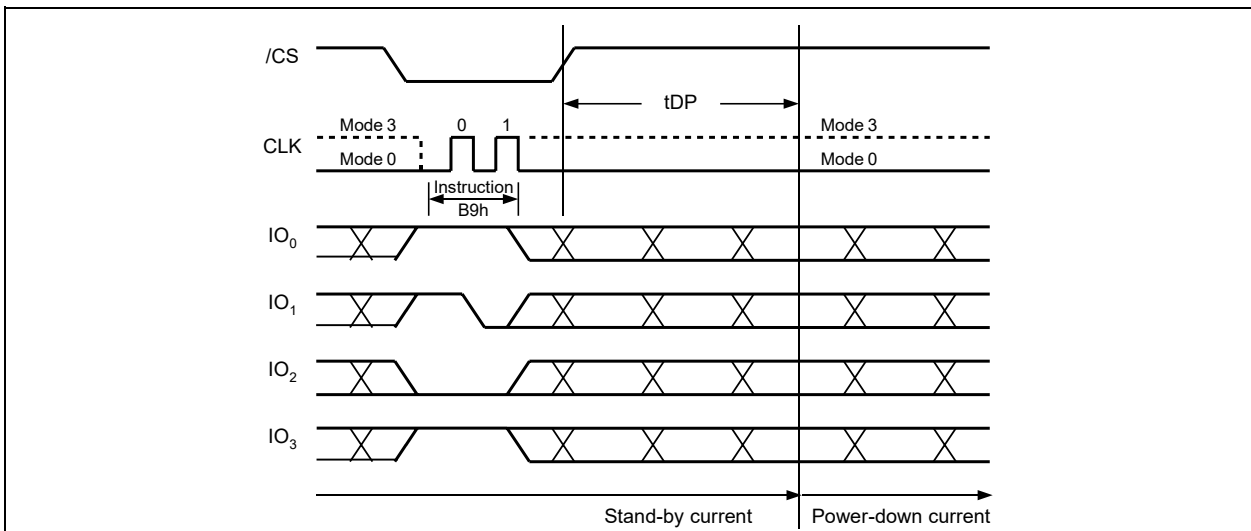 /CS
tDP
CLK
Mode 3
0 1
Mode 3
Mode 0
Mode 0
Instruction
B9h
IO₀
IO₁
IO₂
IO₃
Stand-by current
Power-down current